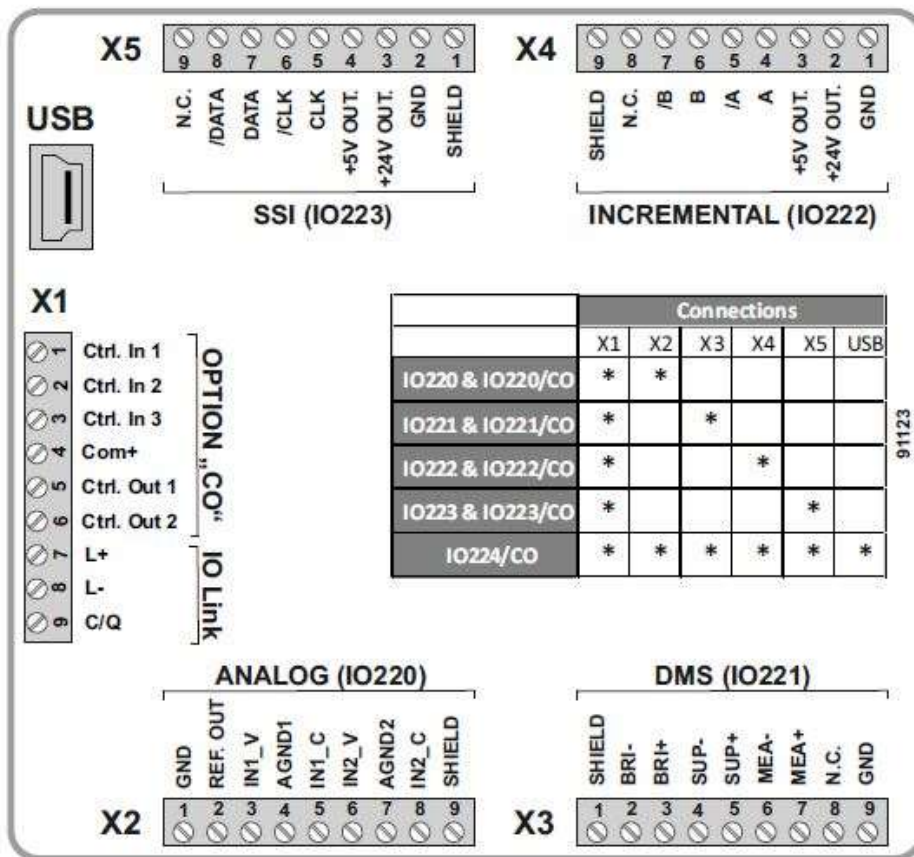 X5
9 8 7 6 5 4 3 2 1
N.C. /DATA DATA /CLK CLK +5V OUT. +24V OUT. GND SHIELD
SSI (IO223)
X4
9 8 7 6 5 4 3 2 1
SHIELD N.C. /B B /A A +5V OUT. +24V OUT. GND
INCREMENTAL (IO222)
USB
X1
1 Ctrl. In 1
2 Ctrl. In 2
3 Ctrl. In 3
4 Com+
5 Ctrl. Out 1
6 Ctrl. Out 2
7 L+
8 L-
9 C/Q
OPTION „CO“
IO Link
Connections
X1 X2 X3 X4 X5 USB
IO220 & IO220/CO * *
IO221 & IO221/CO * *
IO222 & IO222/CO * *
IO223 & IO223/CO * *
IO224/CO * * * * * *
91123
ANALOG (IO220)
GND REF. OUT IN1_V AGND1 IN1_C IN2_V AGND2 IN2_C SHIELD
1 2 3 4 5 6 7 8 9
X2
DMS (IO221)
SHIELD BRI- BRI+ SUP- SUP+ MEA- MEA+ N.C. GND
1 2 3 4 5 6 7 8 9
X3